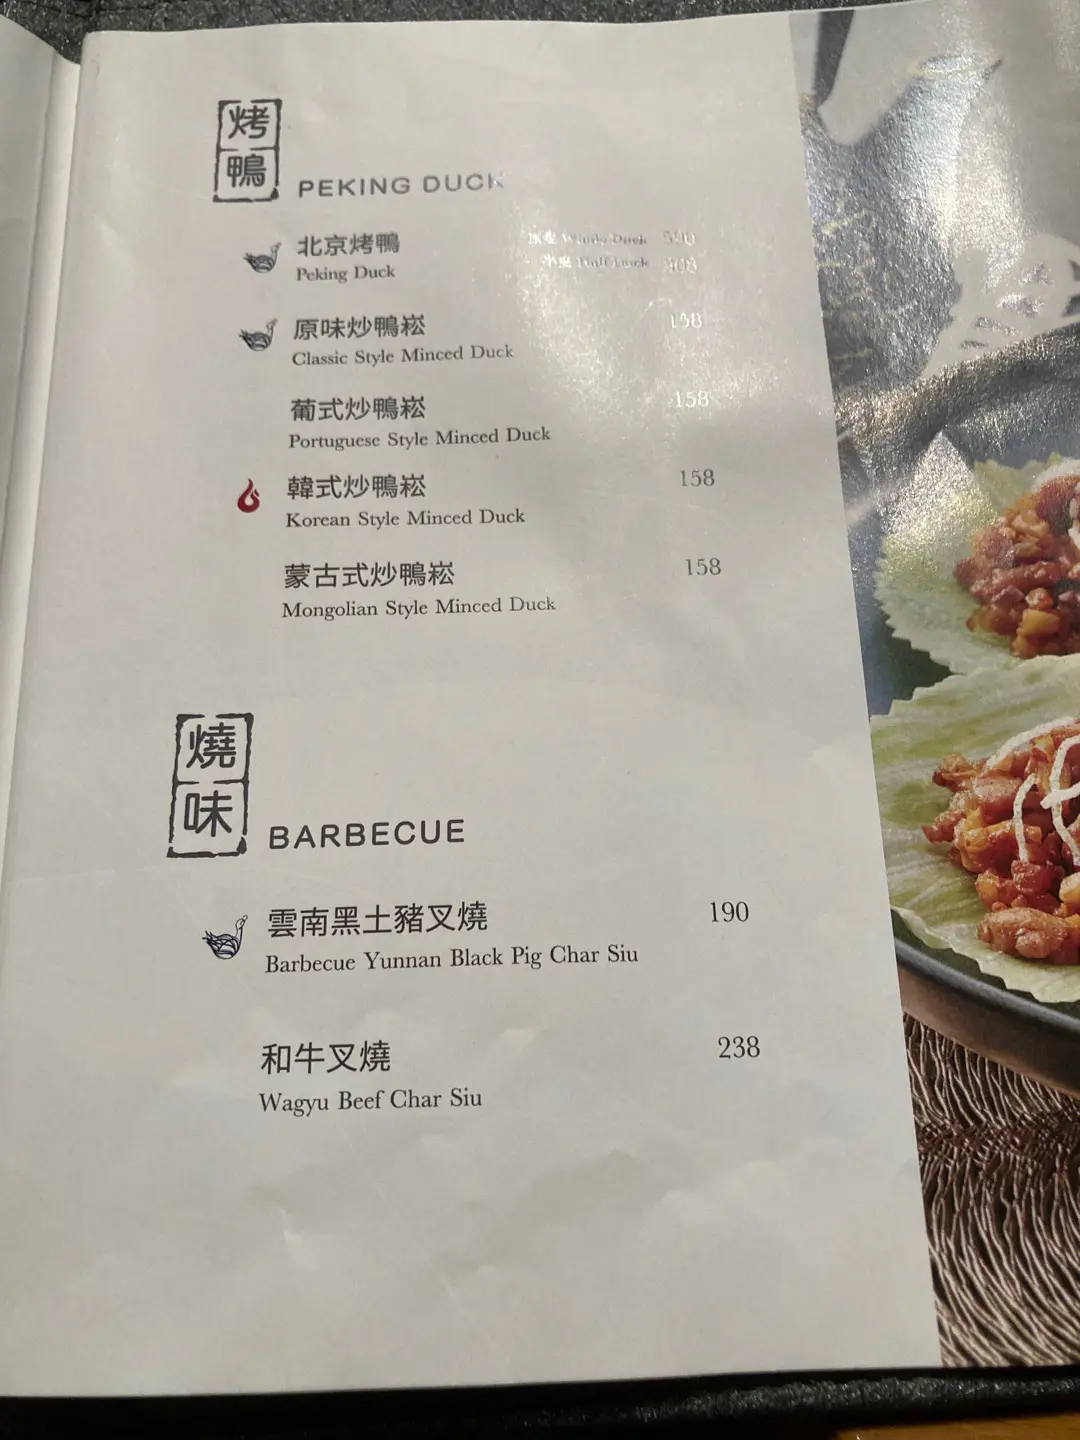 烤鴨
PEKING DUCK
北京烤鴨 Whole Duck
Peking Duck Half Duck
原味炒鴨崧 158
Classic Style Minced Duck
葡式炒鴨崧 158
Portuguese Style Minced Duck
韓式炒鴨崧 158
Korean Style Minced Duck
蒙古式炒鴨崧 158
Mongolian Style Minced Duck
燒味
BARBECUE
雲南黑土豬叉燒 190
Barbecue Yunnan Black Pig Char Siu
和牛叉燒 238
Wagyu Beef Char Siu